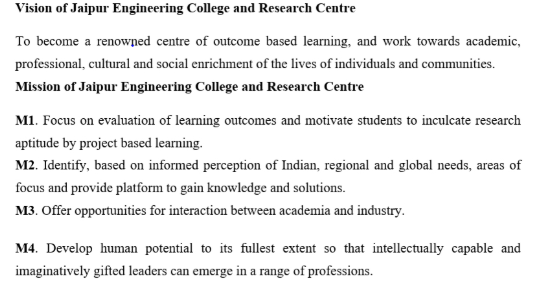 Vision of Jaipur Engineering College and Research Centre
To become a renowned centre of outcome based learning, and work towards academic,
professional, cultural and social enrichment of the lives of individuals and communities.
Mission of Jaipur Engineering College and Research Centre
M1. Focus on evaluation of learning outcomes and motivate students to inculcate research
aptitude by project based learning.
M2. Identify, based on informed perception of Indian, regional and global needs, areas of
focus and provide platform to gain knowledge and solutions.
M3. Offer opportunities for interaction between academia and industry.
M4. Develop human potential to its fullest extent so that intellectually capable and
imaginatively gifted leaders can emerge in a range of professions.